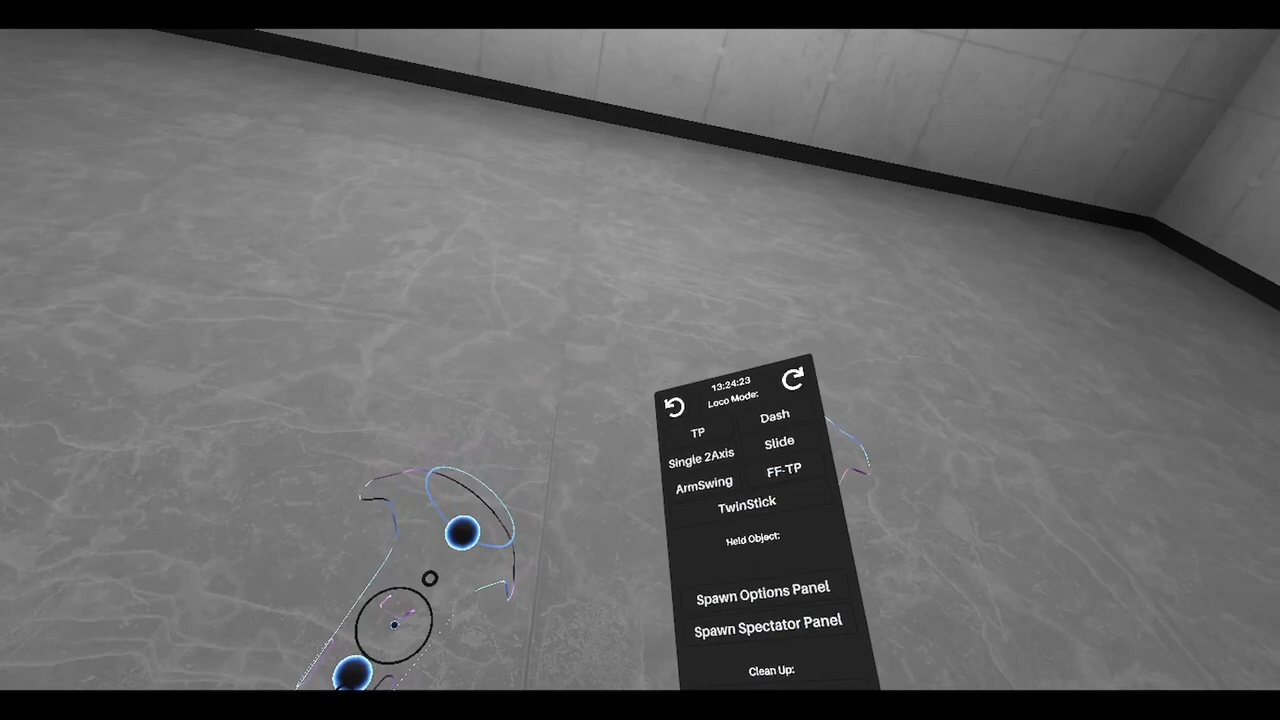 13:24:23
Loco Mode:
TP
Dash
Single 2Axis
Slide
ArmSwing
FF-TP
TwinStick
Held Object:
Spawn Options Panel
Spawn Spectator Panel
Clean Up: